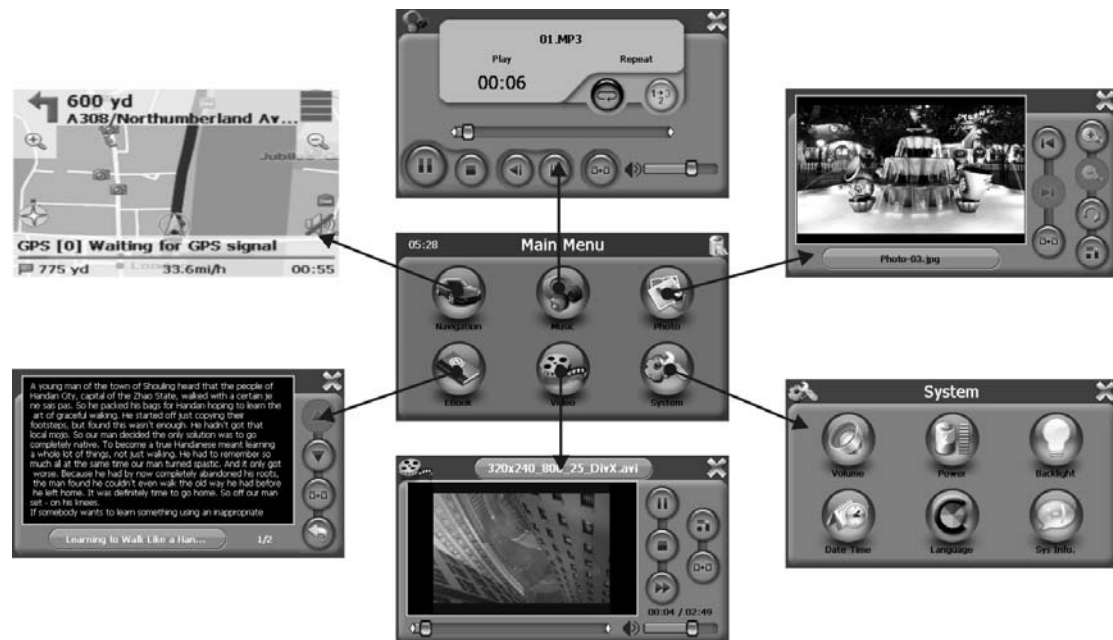 01.MP3
Play
Repeat
00:06
1→3
2
600 yd
A308/Northumberland Av...
GPS [0] Waiting for GPS signal
775 yd
33.6mi/h
00:55
Photo-03.jpg
05:28
Main Menu
Navigation
Music
Photo
EBook
Video
System
A young man of the town of Shouling heard that the people of
Handan City, capital of the Zhao State, walked with a certain je
ne sais pas. So he packed his bags for Handan hoping to learn the
art of graceful walking. He started off just copying their
footsteps, but found this wasn't enough. He hadn't got that
local mojo. So our man decided the only solution was to go
completely native. To become a true Handanese meant learning
a whole lot of things, not just walking. He had to remember so
much all at the same time our man turned spastic. And it only got
worse. Because he had by now completely abandoned his roots,
the man found he couldn't even walk the old way he had before
he left home. It was definitely time to go home. So off our man
set - on his knees.
If somebody wants to learn something using an inappropriate
Learning to Walk Like a Han...
1/2
320x240_800_25_DivX.avi
00:04 / 02:49
System
Volume
Power
Backlight
Date Time
Language
Sys Info.